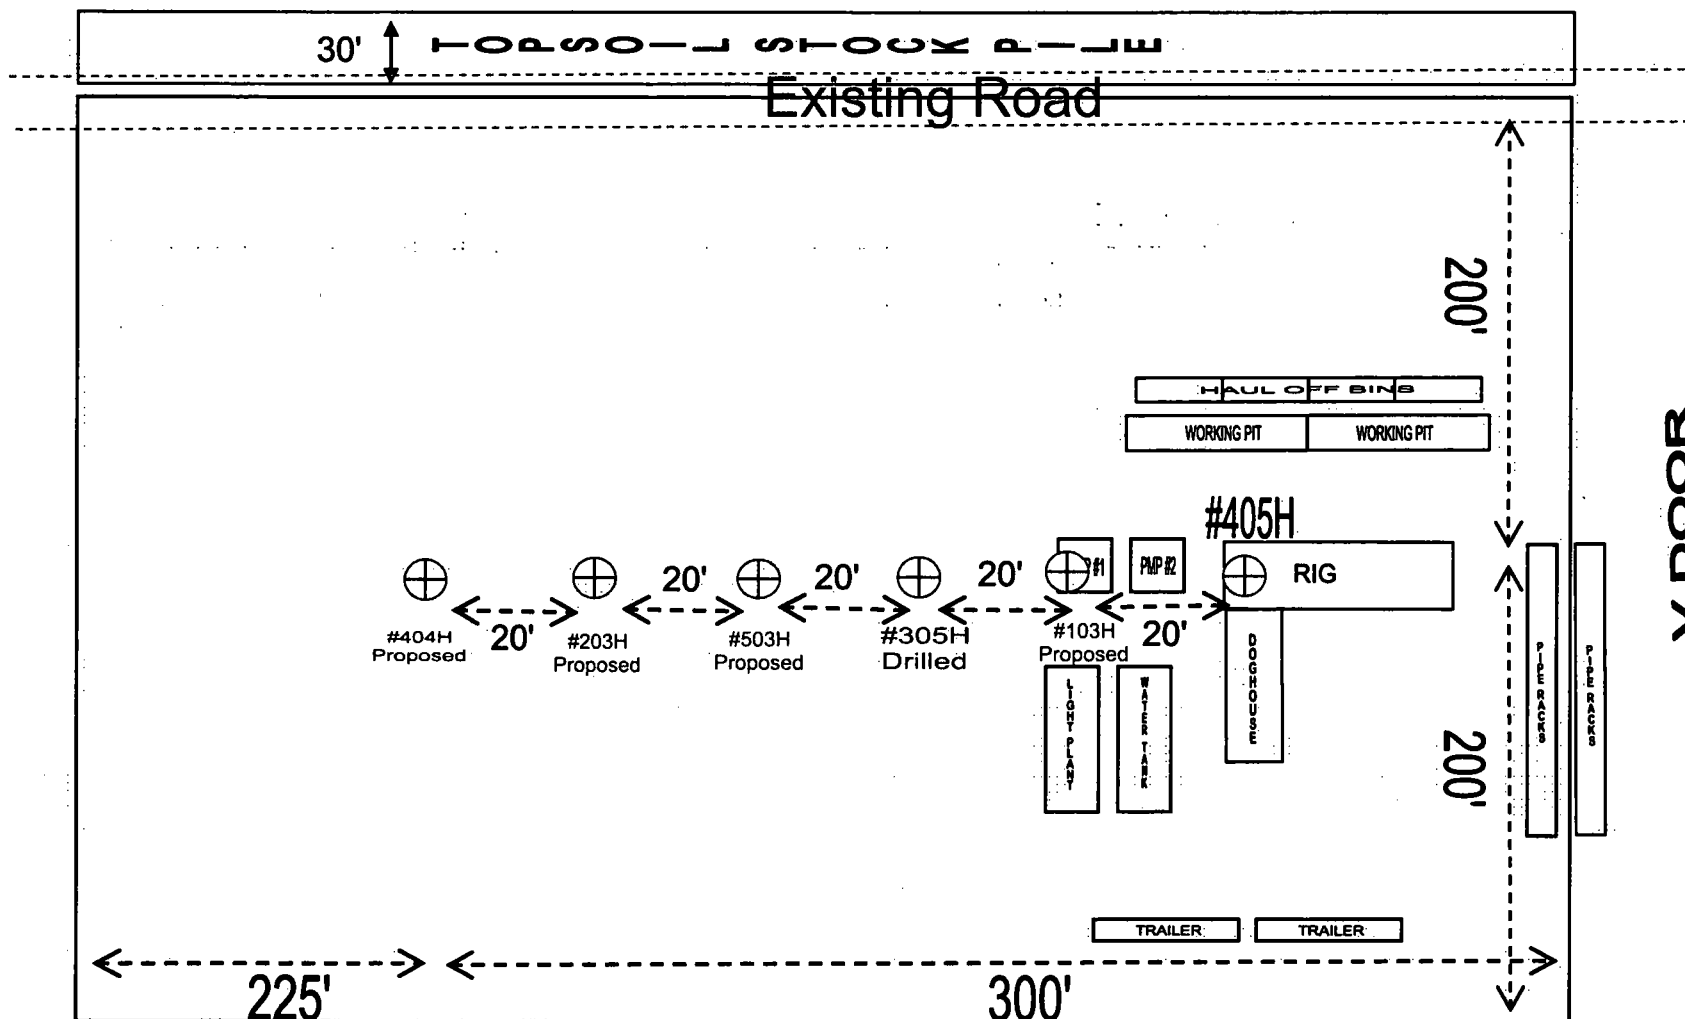 30'
TOPSOIL STOCK PILE
Existing Road
200'
HAUL OFF BINS
WORKING PIT
WORKING PIT
#405H
PMP #2
RIG
20'
20'
20'
20'
20'
#404H
Proposed
#203H
Proposed
#503H
Proposed
#305H
Drilled
#103H
Proposed
DOGHOUSE
LIGHT PLANT
WATER TANK
PIPE RACKS
PIPE RACKS
200'
TRAILER
TRAILER
225'
300'